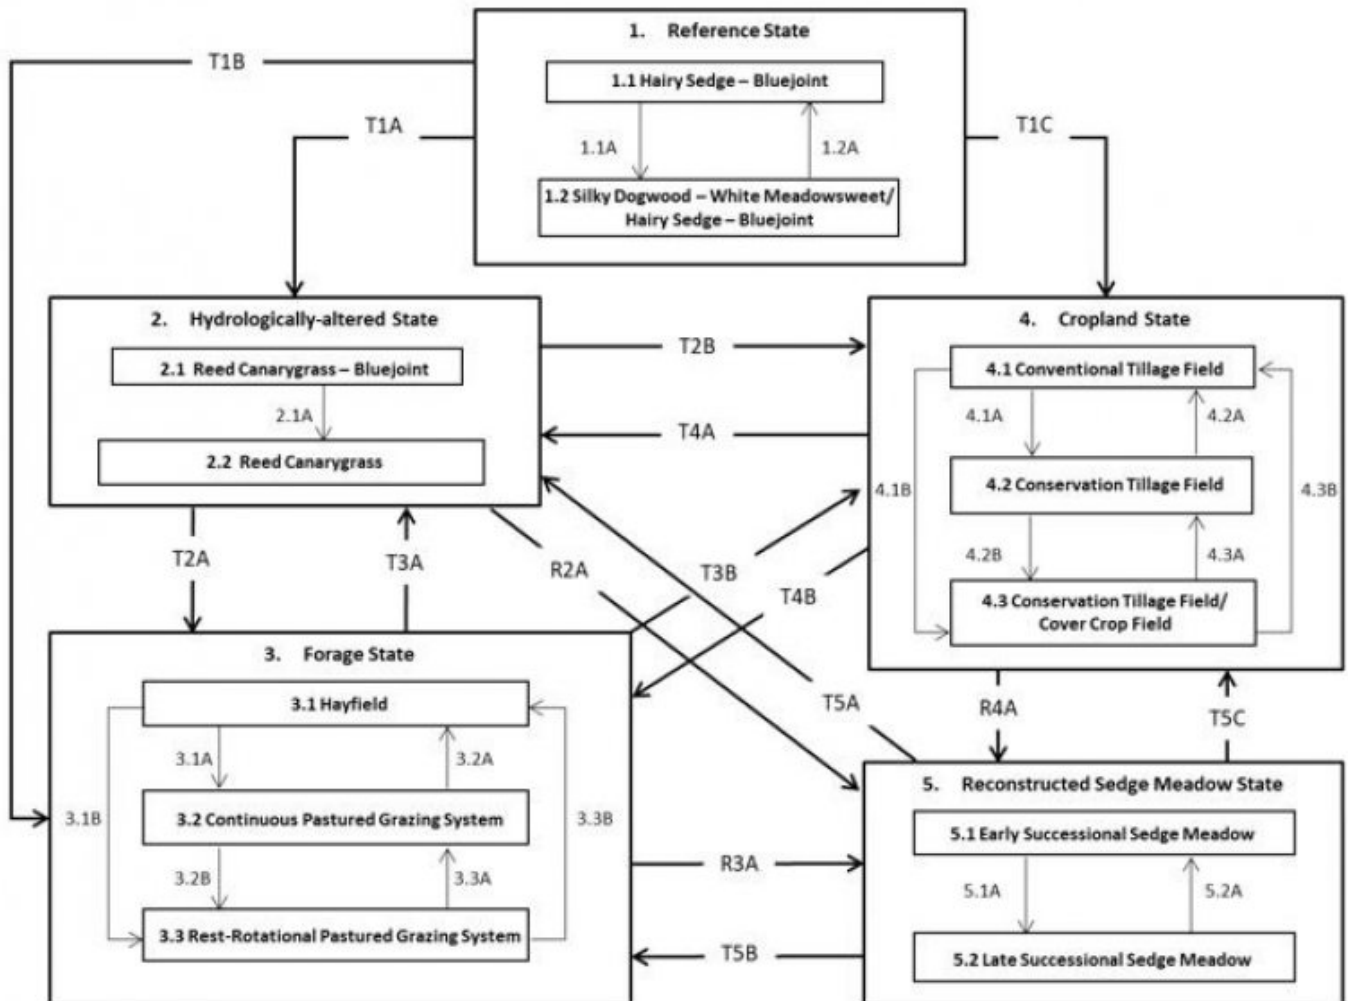 1. Reference State
T1B
1.1 Hairy Sedge – Bluejoint
T1A
T1C
1.1A
1.2A
1.2 Silky Dogwood – White Meadowsweet/
Hairy Sedge – Bluejoint
2. Hydrologically-altered State
2.1 Reed Canarygrass – Bluejoint
2.1A
2.2 Reed Canarygrass
T2B
T4A
4. Cropland State
4.1 Conventional Tillage Field
4.1A
4.2A
4.1B
4.2 Conservation Tillage Field
4.3B
4.2B
4.3A
4.3 Conservation Tillage Field/
Cover Crop Field
T2A
T3A
R2A
T3B
T4B
3. Forage State
3.1 Hayfield
3.1A
3.2A
3.1B
3.2 Continuous Pastured Grazing System
3.3B
3.2B
3.3A
3.3 Rest-Rotational Pastured Grazing System
T5A
R4A
T5C
R3A
T5B
5. Reconstructed Sedge Meadow State
5.1 Early Successional Sedge Meadow
5.1A
5.2A
5.2 Late Successional Sedge Meadow